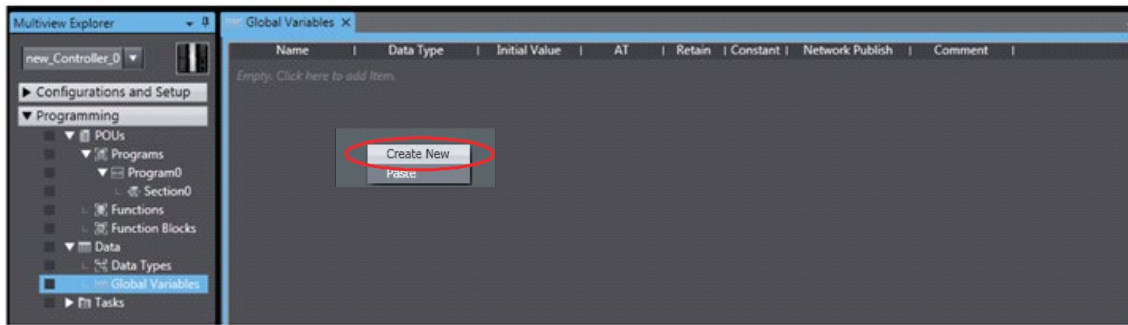 Multiview Explorer
new_Controller_0
Configurations and Setup
Programming
POUs
Programs
Program0
Section0
Functions
Function Blocks
Data
Data Types
Global Variables
Tasks
Global Variables
Name Data Type Initial Value AT Retain Constant Network Publish Comment
Empty. Click here to add Item.
Create New
Paste